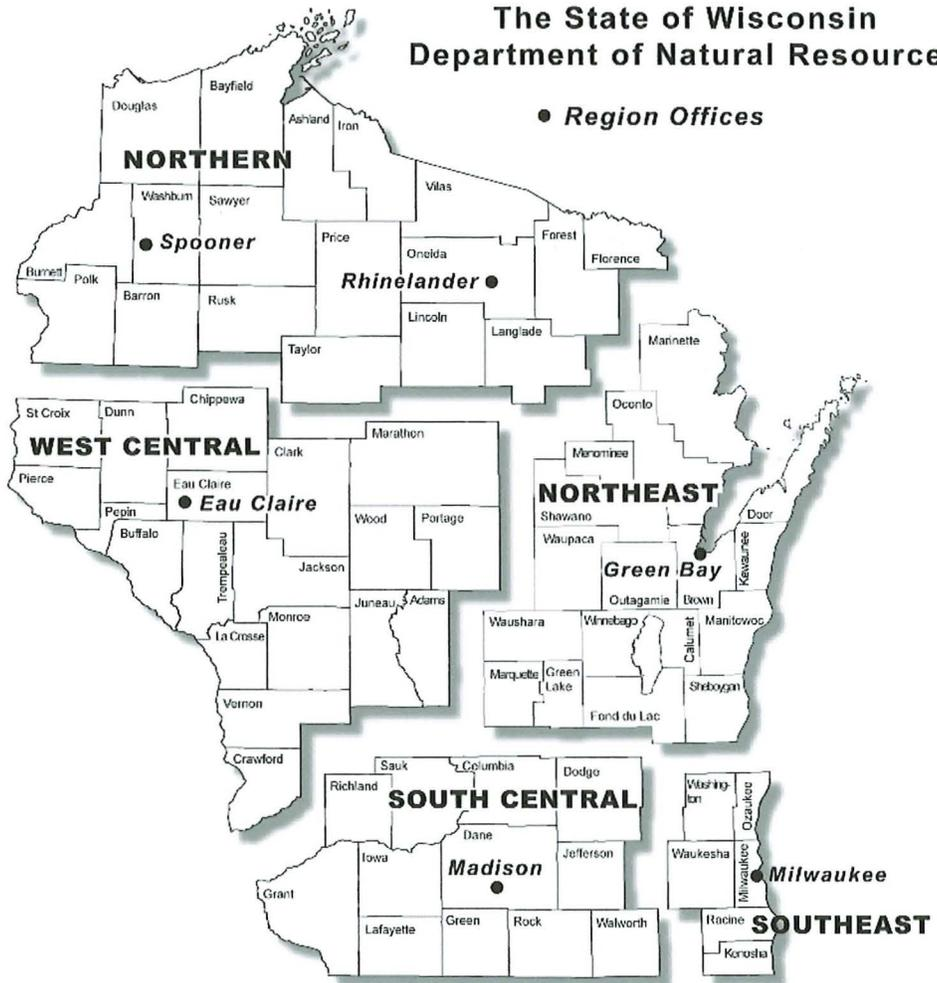 The State of Wisconsin
Department of Natural Resource
Region Offices
Douglas
Bayfield
Ashland
Iron
NORTHERN
Vilas
Washburn
Sawyer
Spooner
Price
Forest
Oneida
Florence
Burnett
Polk
Rhinelander
Barron
Rusk
Lincoln
Langlade
Taylor
Marinette
Chippewa
St Croix
Dunn
Oconto
WEST CENTRAL
Marathon
Clark
Menominee
Pierce
Eau Claire
Eau Claire
NORTHEAST
Pepin
Wood
Portage
Shawano
Door
Buffalo
Waupaca
Trempealeau
Kewaunee
Jackson
Green Bay
Juneau
Adams
Outagamie
Brown
Monroe
La Crosse
Waushara
Winnebago
Calumet
Manitowoc
Marquette
Green
Lake
Sheboygan
Vernon
Fond du Lac
Crawford
Sauk
Columbia
Dodge
Richland
SOUTH CENTRAL
Washing-
ton
Ozaukee
Dane
Iowa
Jefferson
Waukesha
Milwaukee
Madison
Milwaukee
Grant
Lafayette
Green
Rock
Walworth
Racine
SOUTHEAST
Kenosha